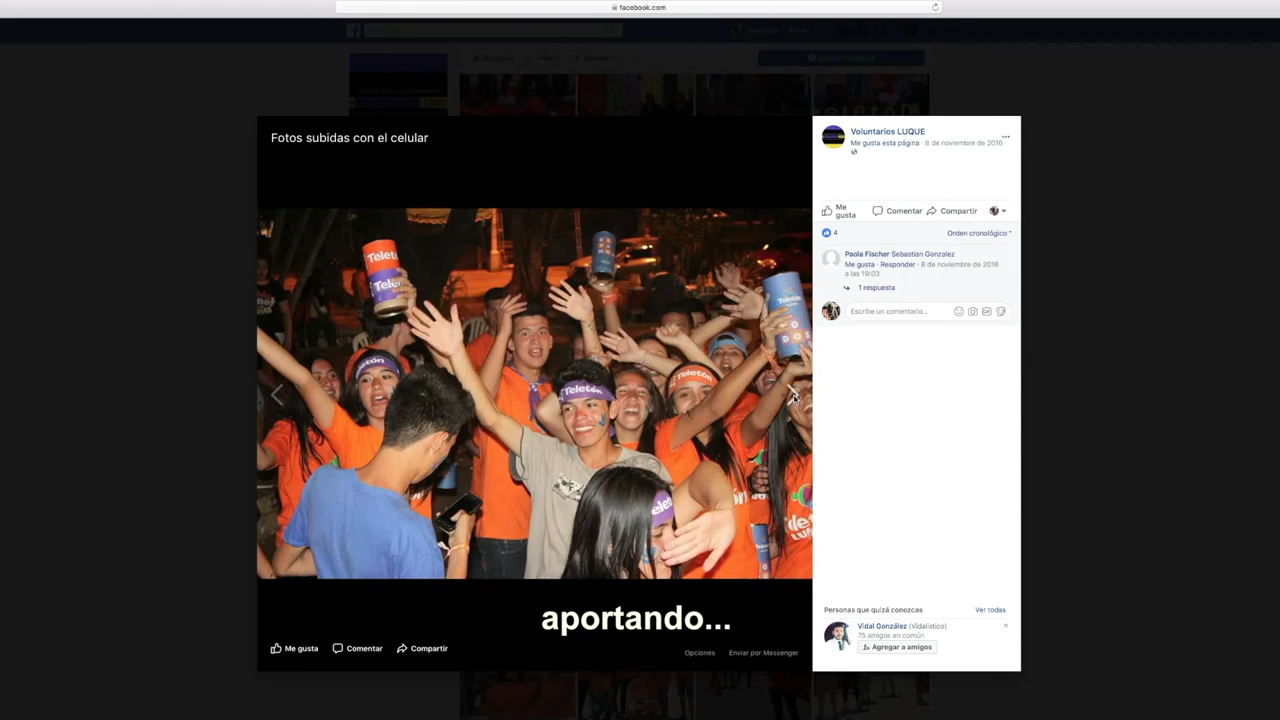 facebook.com
Fotos subidas con el celular
Voluntarios LUQUE
Me gusta esta página · 8 de noviembre de 2016 ·
Me gusta
Comentar
Compartir
4
Orden cronológico
Paola Fischer Sebastian Gonzalez
Me gusta · Responder · 8 de noviembre de 2016
a las 19:03
1 respuesta
Escribe un comentario...
Teletón
Teletón
Teletón
Teletón
aportando...
Me gusta
Comentar
Compartir
Opciones
Enviar por Messenger
Personas que quizá conozcas
Ver todas
Vidal González (Vidalistico)
75 amigos en común
Agregar a amigos